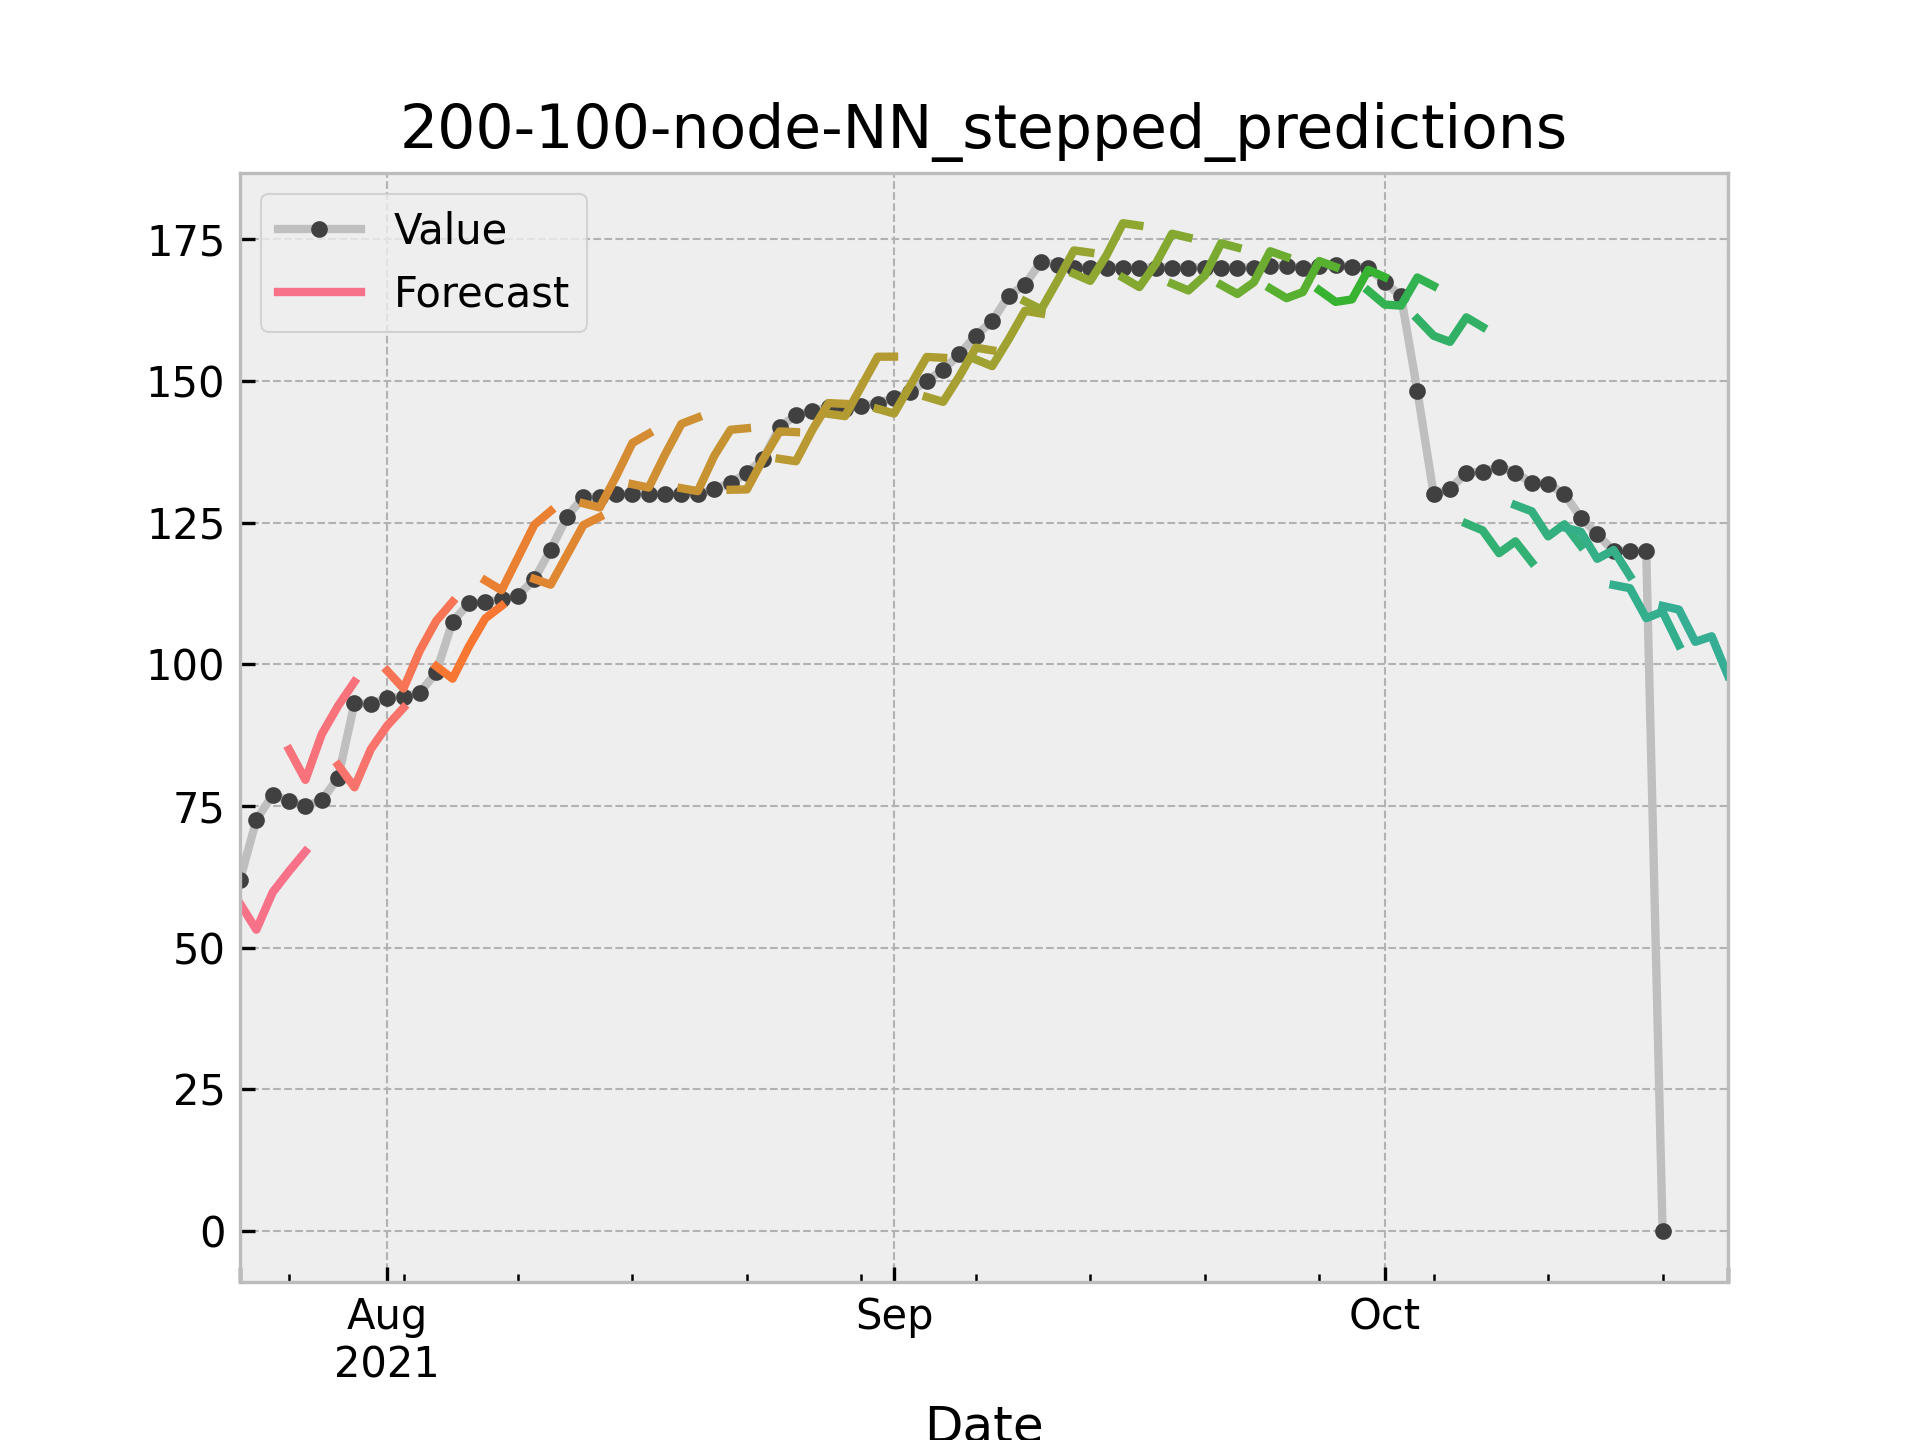 200-100-node-NN_stepped_predictions
Value
Forecast
175
150
125
100
75
50
25
0
Aug
2021
Sep
Oct
Date